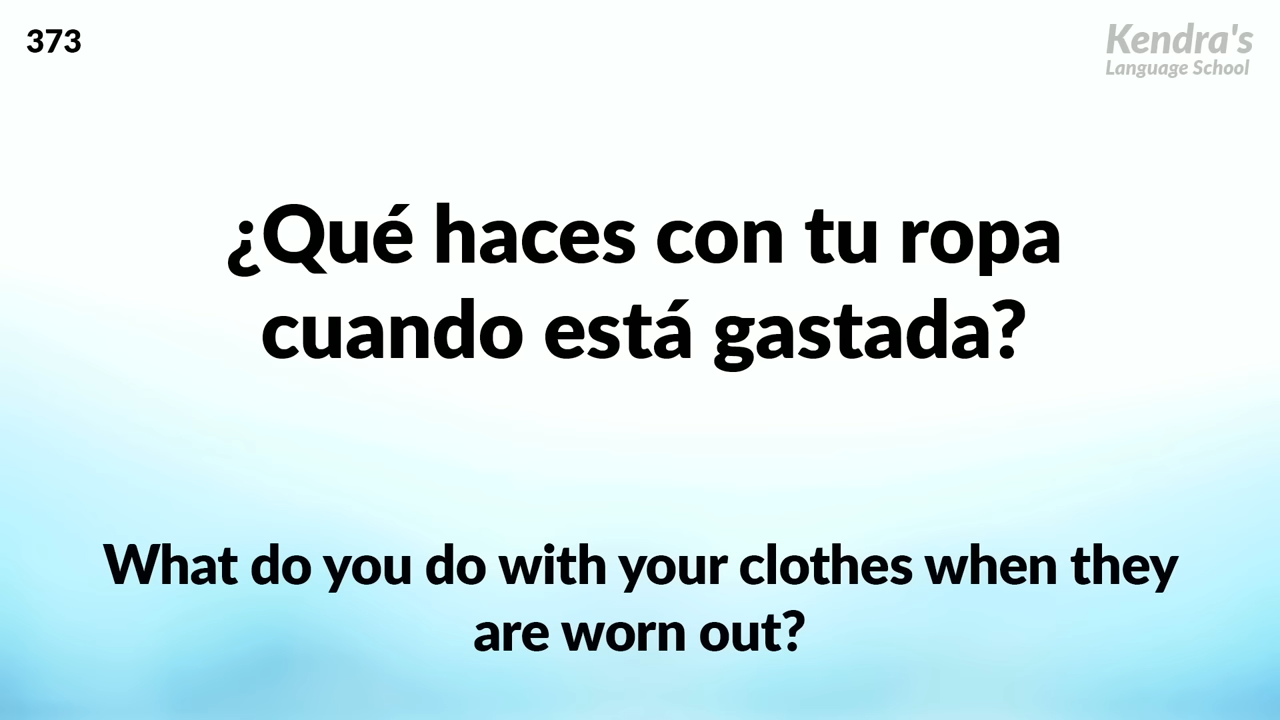 373
Kendra's
Language School
¿Qué haces con tu ropa
cuando está gastada?
What do you do with your clothes when they
are worn out?